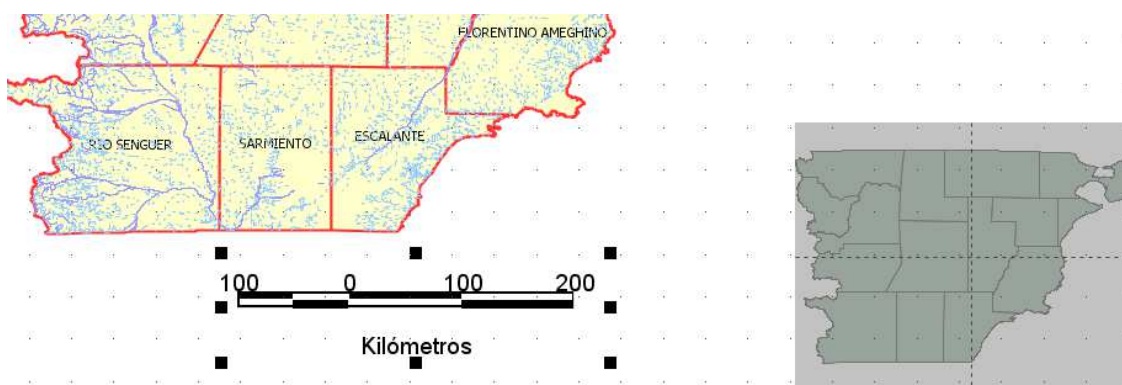 FLORENTINO AMEGHINO
RIO SENGUER
SARMIENTO
ESCALANTE
100 0 100 200
Kilómetros